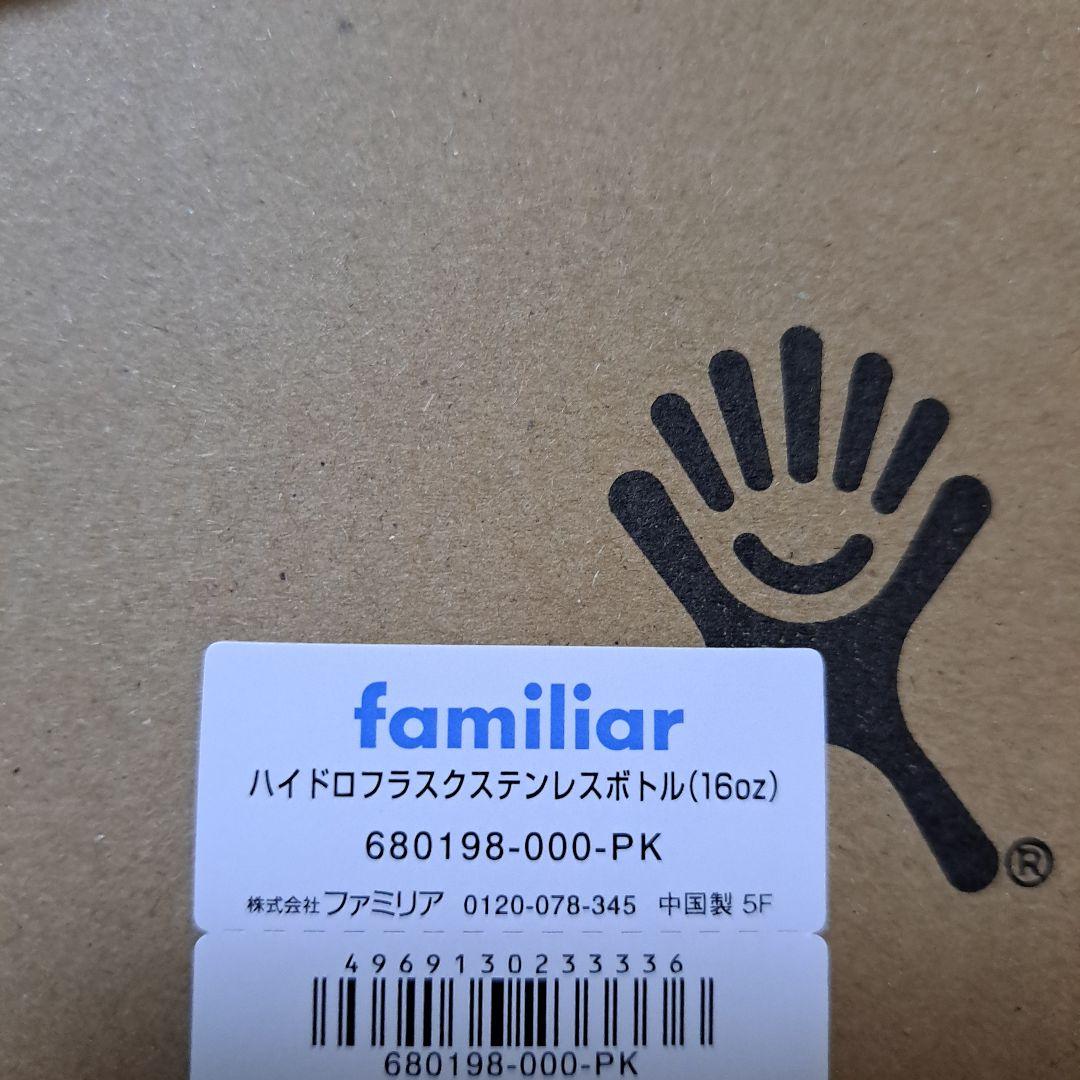 familiar
ハイドロフラスクステンレスボトル(16oz)
680198-000-PK
株式会社ファミリア 0120-078-345 中国製 5F
4969130233336
680198-000-PK
®